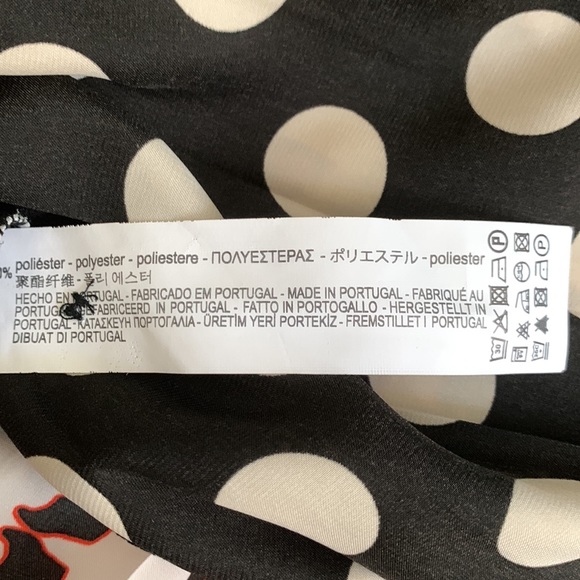 % poliéster - polyester - poliestere - ΠΟΛΥΕΣΤΕΡΑΣ - ポリエステル - poliester
聚酯纤维 - 폴리 에스터
HECHO EN PORTUGAL - FABRICADO EM PORTUGAL - MADE IN PORTUGAL - FABRIQUÉ AU
PORTUGAL FABRICEERD IN PORTUGAL - FATTO IN PORTOGALLO - HERGESTELLT IN
PORTUGAL - ΚΑΤΑΣΚΕΥΗ ΠΟΡΤΟΓΑΛΙΑ - ÜRETİM YERİ PORTEKİZ - FREMSTILLET I PORTUGAL
DIBUAT DI PORTUGAL